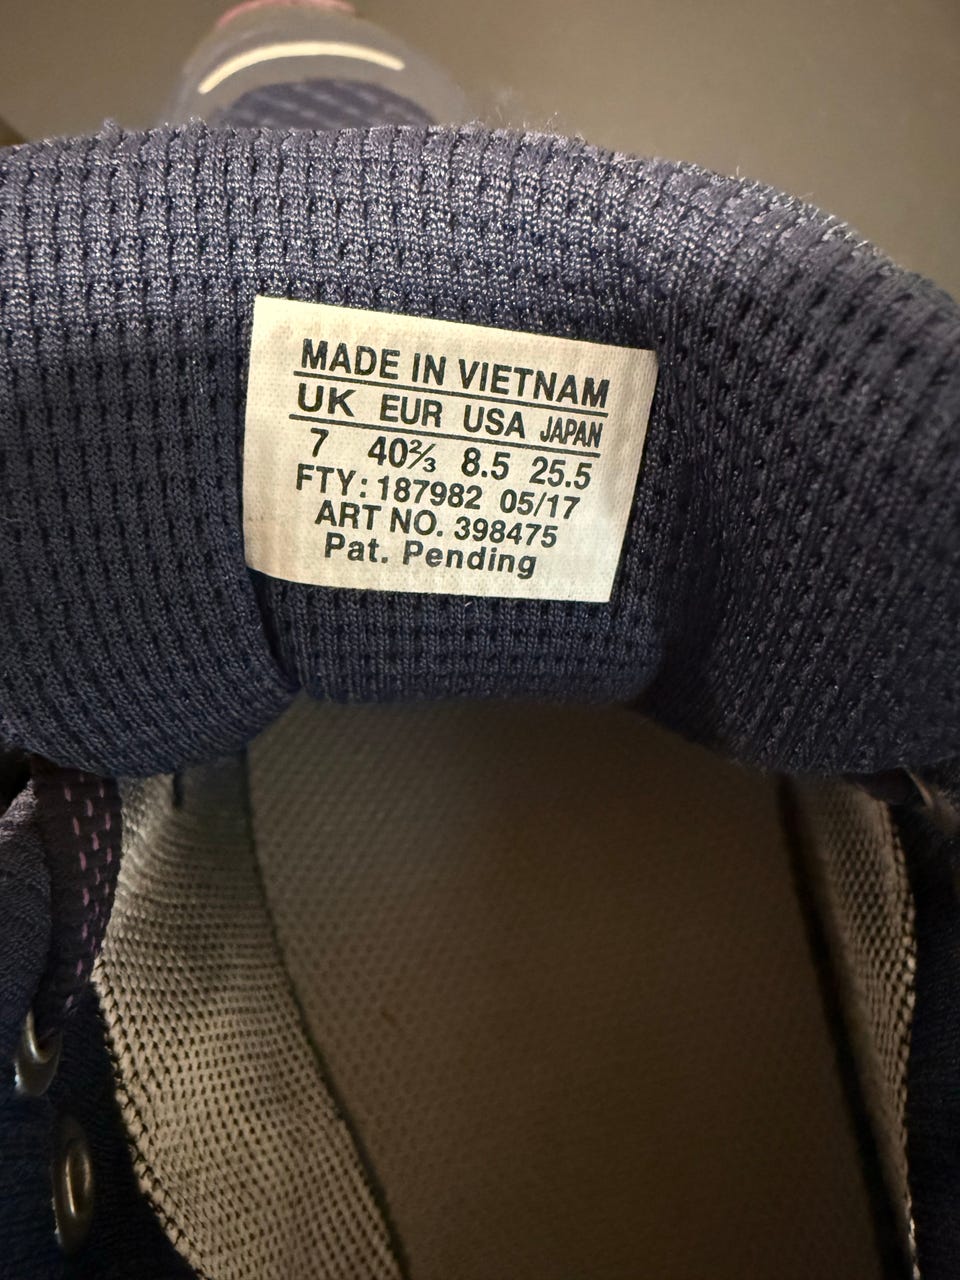 MADE IN VIETNAM
UK EUR USA JAPAN
7 40⅔ 8.5 25.5
FTY: 187982 05/17
ART NO. 398475
Pat. Pending